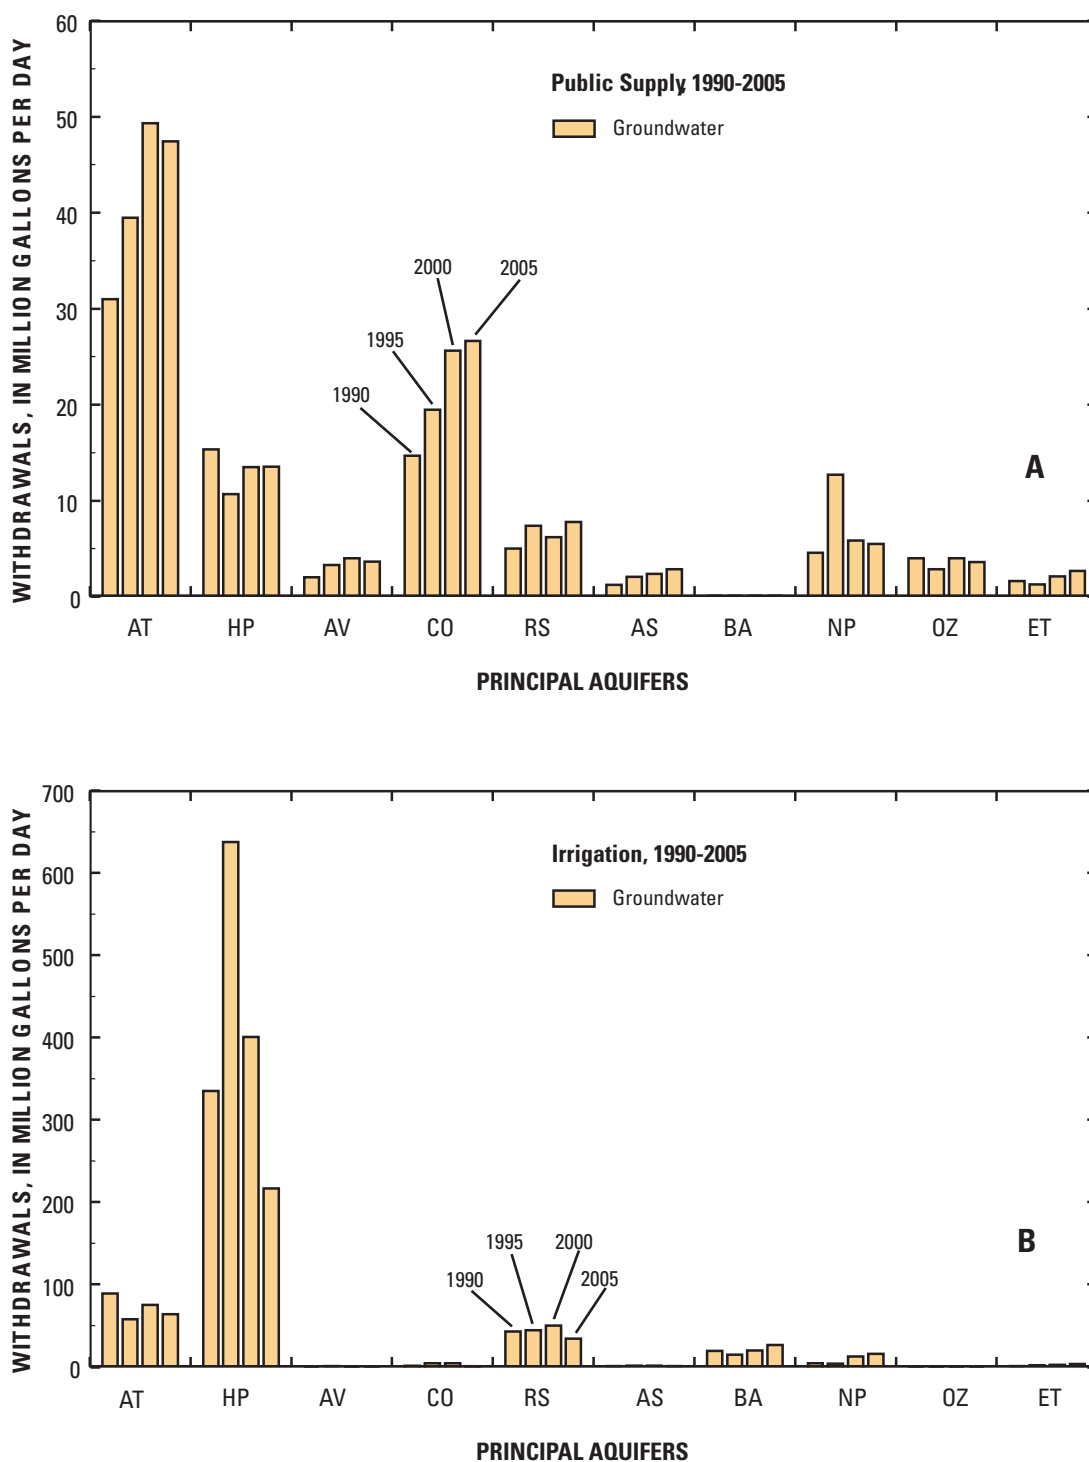 WITHDRAWALS, IN MILLION GALLONS PER DAY
60
50
40
30
20
10
0
Public Supply, 1990-2005
Groundwater
1990
1995
2000
2005
A
AT HP AV CO RS AS BA NP OZ ET
PRINCIPAL AQUIFERS
WITHDRAWALS, IN MILLION GALLONS PER DAY
700
600
500
400
300
200
100
0
Irrigation, 1990-2005
Groundwater
1990
1995
2000
2005
B
AT HP AV CO RS AS BA NP OZ ET
PRINCIPAL AQUIFERS